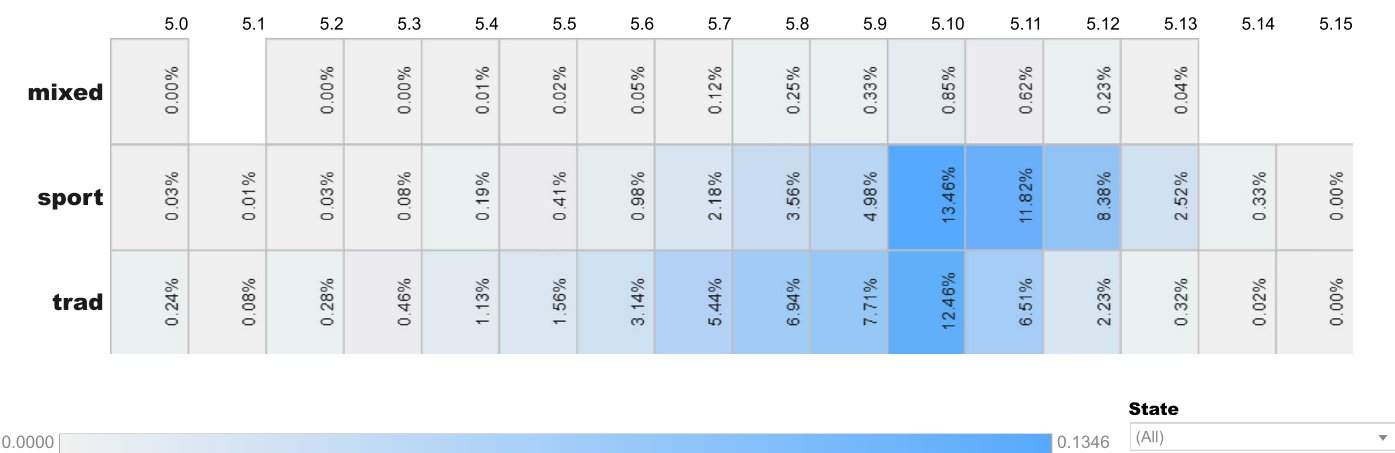 5.0 5.1 5.2 5.3 5.4 5.5 5.6 5.7 5.8 5.9 5.10 5.11 5.12 5.13 5.14 5.15
mixed 0.00% 0.00% 0.00% 0.01% 0.02% 0.05% 0.12% 0.25% 0.33% 0.85% 0.62% 0.23% 0.04%
sport 0.03% 0.01% 0.03% 0.08% 0.19% 0.41% 0.98% 2.18% 3.56% 4.98% 13.46% 11.82% 8.38% 2.52% 0.33% 0.00%
trad 0.24% 0.08% 0.28% 0.46% 1.13% 1.56% 3.14% 5.44% 6.94% 7.71% 12.46% 6.51% 2.23% 0.32% 0.02% 0.00%
State
0.0000 0.1346 (All)